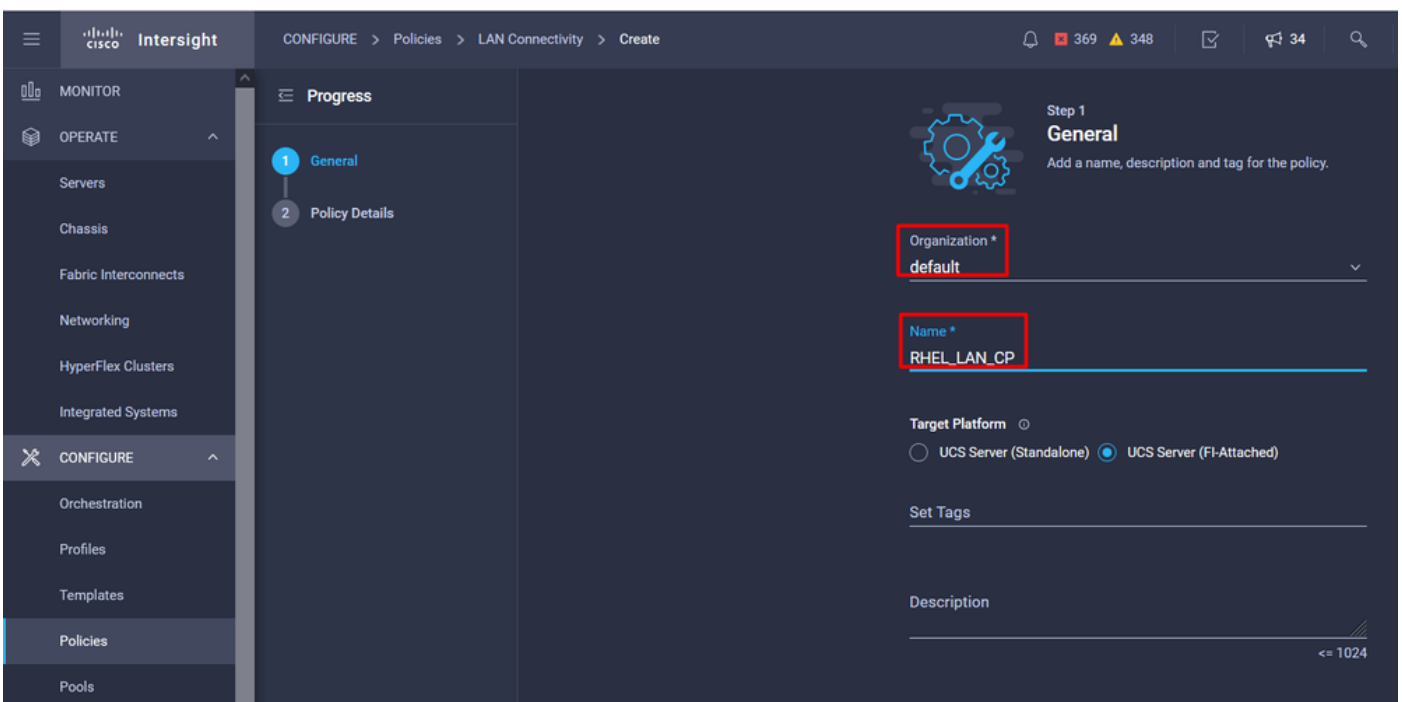 cisco Intersight
CONFIGURE > Policies > LAN Connectivity > Create
369 348
34
MONITOR
OPERATE
Servers
Chassis
Fabric Interconnects
Networking
HyperFlex Clusters
Integrated Systems
CONFIGURE
Orchestration
Profiles
Templates
Policies
Pools
Progress
1 General
2 Policy Details
Step 1
General
Add a name, description and tag for the policy.
Organization *
default
Name *
RHEL_LAN_CP
Target Platform
UCS Server (Standalone) UCS Server (FI-Attached)
Set Tags
Description
<= 1024